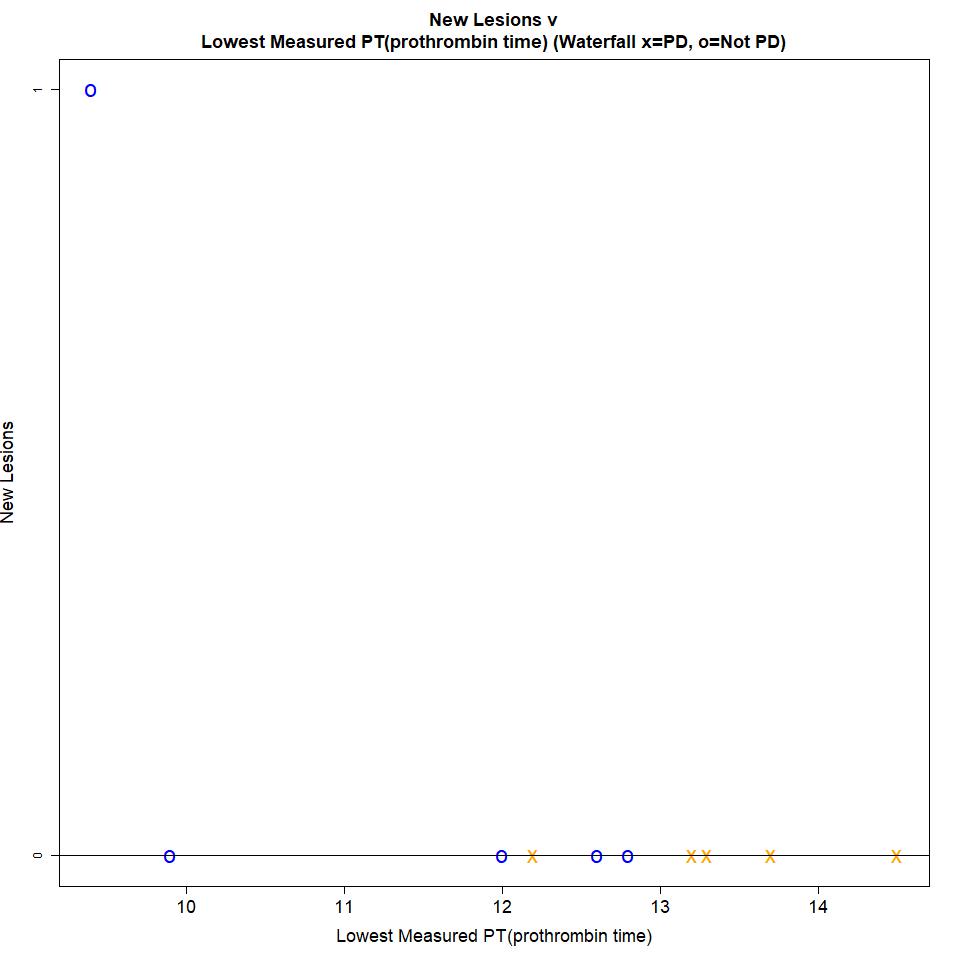 New Lesions v
Lowest Measured PT(prothrombin time) (Waterfall x=PD, o=Not PD)
New Lesions
1
0
o
o
o
x
o
o
x
x
x
x
10
11
12
13
14
Lowest Measured PT(prothrombin time)